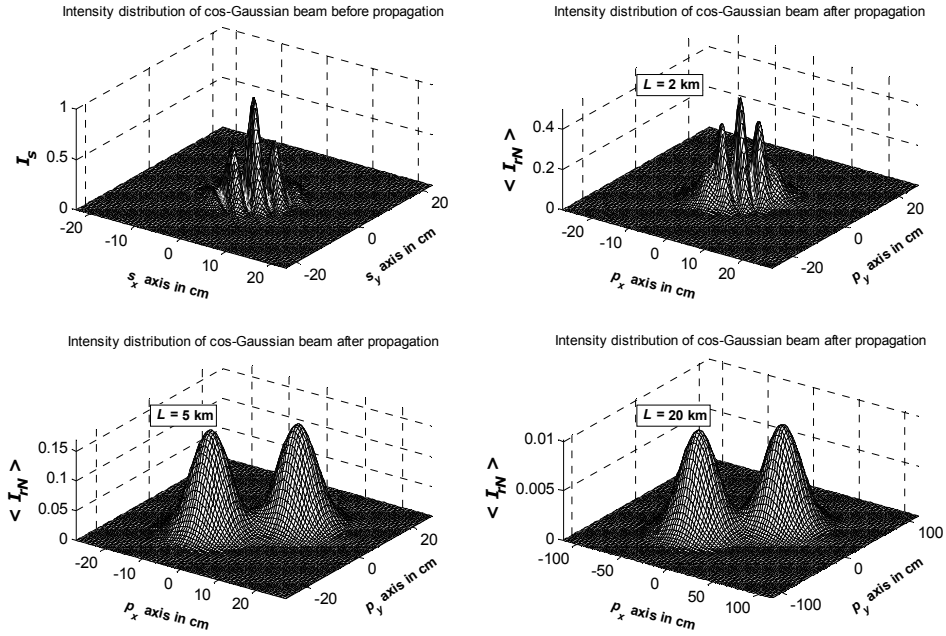 Intensity distribution of cos-Gaussian beam before propagation
1
0.5
0
I_s
-20
-10
0
10
20
s_x axis in cm
-20
0
20
s_y axis in cm
Intensity distribution of cos-Gaussian beam after propagation
L = 2 km
0.4
0.2
0
< I_rN >
-20
-10
0
10
20
p_x axis in cm
-20
0
20
p_y axis in cm
Intensity distribution of cos-Gaussian beam after propagation
L = 5 km
0.15
0.1
0.05
0
< I_rN >
-20
-10
0
10
20
p_x axis in cm
-20
0
20
p_y axis in cm
Intensity distribution of cos-Gaussian beam after propagation
L = 20 km
0.01
0.005
0
< I_rN >
-100
-50
0
50
100
p_x axis in cm
-100
0
100
p_y axis in cm